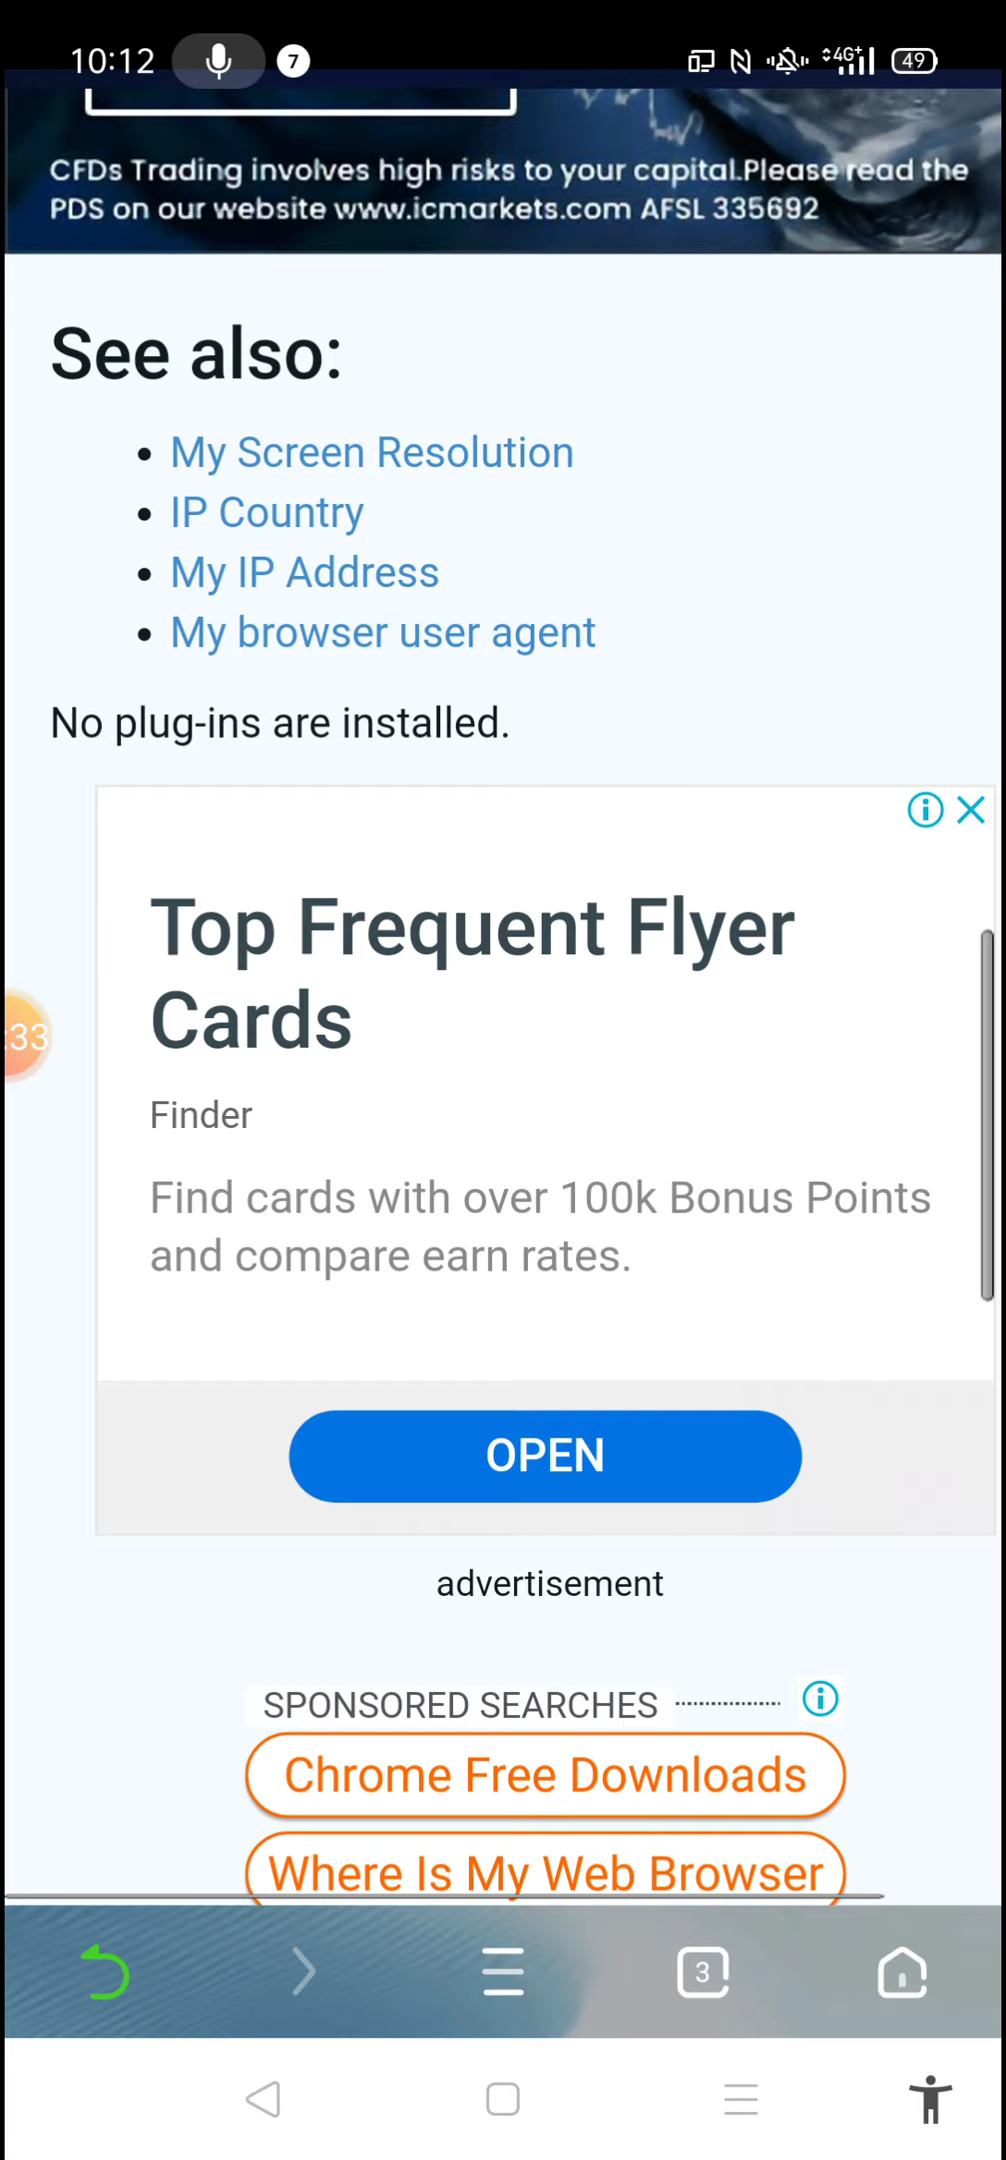 10:12 7 4G+ 49
CFDs Trading involves high risks to your capital.Please read the
PDS on our website www.icmarkets.com AFSL 335692
See also:
My Screen Resolution
IP Country
My IP Address
My browser user agent
No plug-ins are installed.
Top Frequent Flyer
Cards
:33
Finder
Find cards with over 100k Bonus Points
and compare earn rates.
OPEN
advertisement
SPONSORED SEARCHES
Chrome Free Downloads
Where Is My Web Browser
3